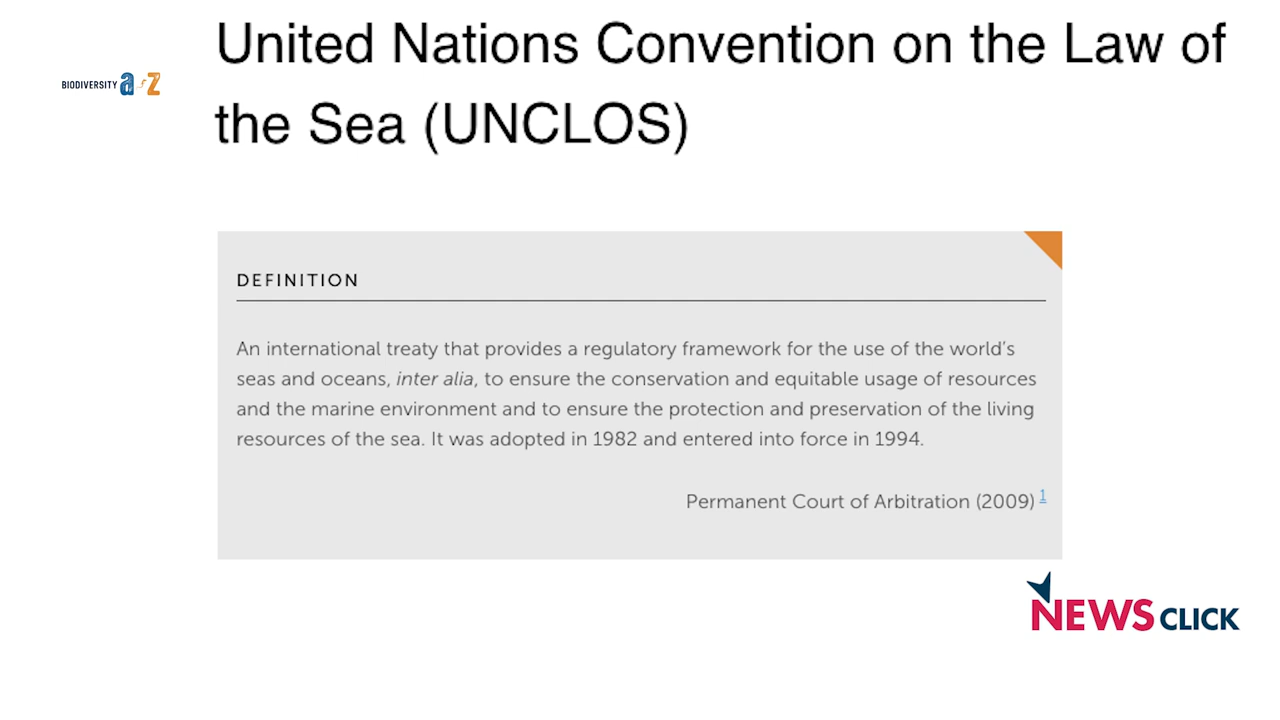 United Nations Convention on the Law of
the Sea (UNCLOS)
BIODIVERSITY a-z
DEFINITION
An international treaty that provides a regulatory framework for the use of the world's
seas and oceans, inter alia, to ensure the conservation and equitable usage of resources
and the marine environment and to ensure the protection and preservation of the living
resources of the sea. It was adopted in 1982 and entered into force in 1994.
Permanent Court of Arbitration (2009) 1
NEWSCLICK